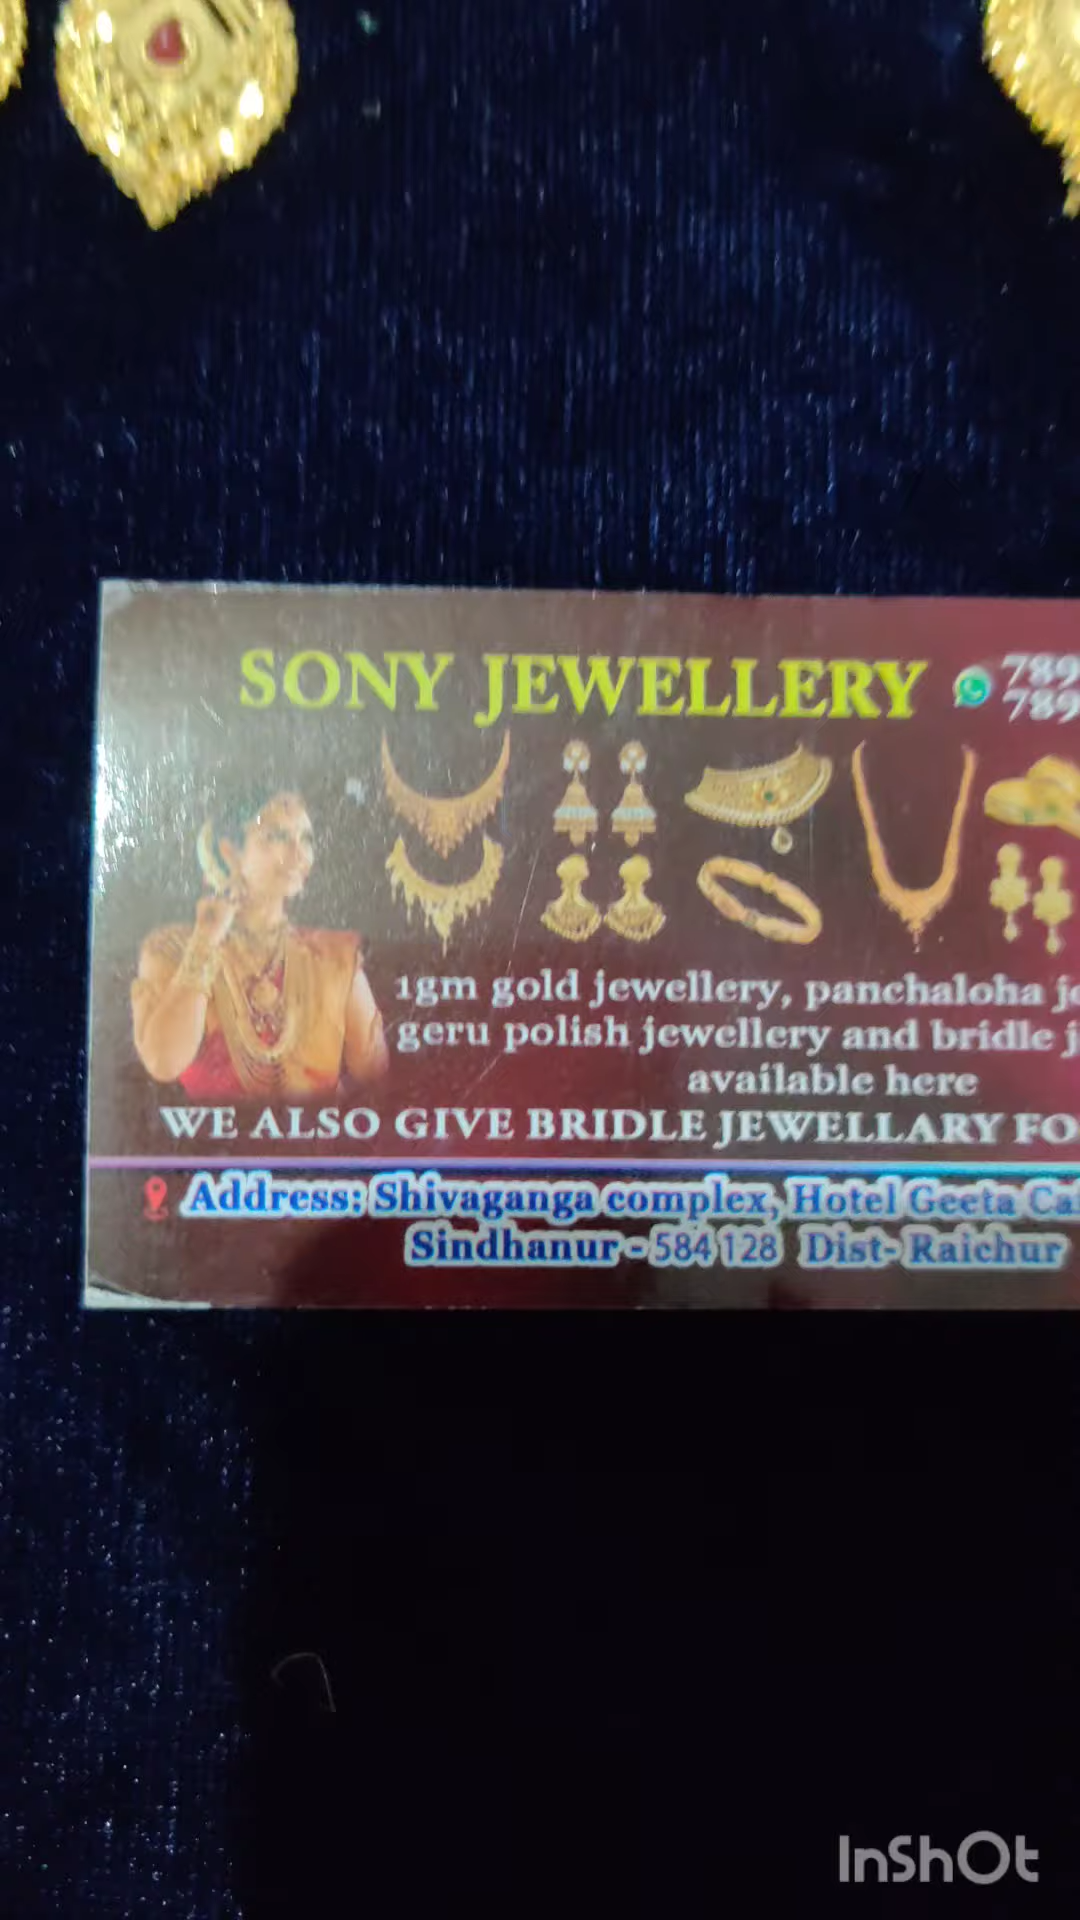 SONY JEWELLERY
789
789
1gm gold jewellery, panchaloha
geru polish jewellery and bridle
available here
WE ALSO GIVE BRIDLE JEWELLARY
Address: Shivaganga complex, Hotel Geeta
Sindhanur - 584 128 Dist- Raichur
InShOt